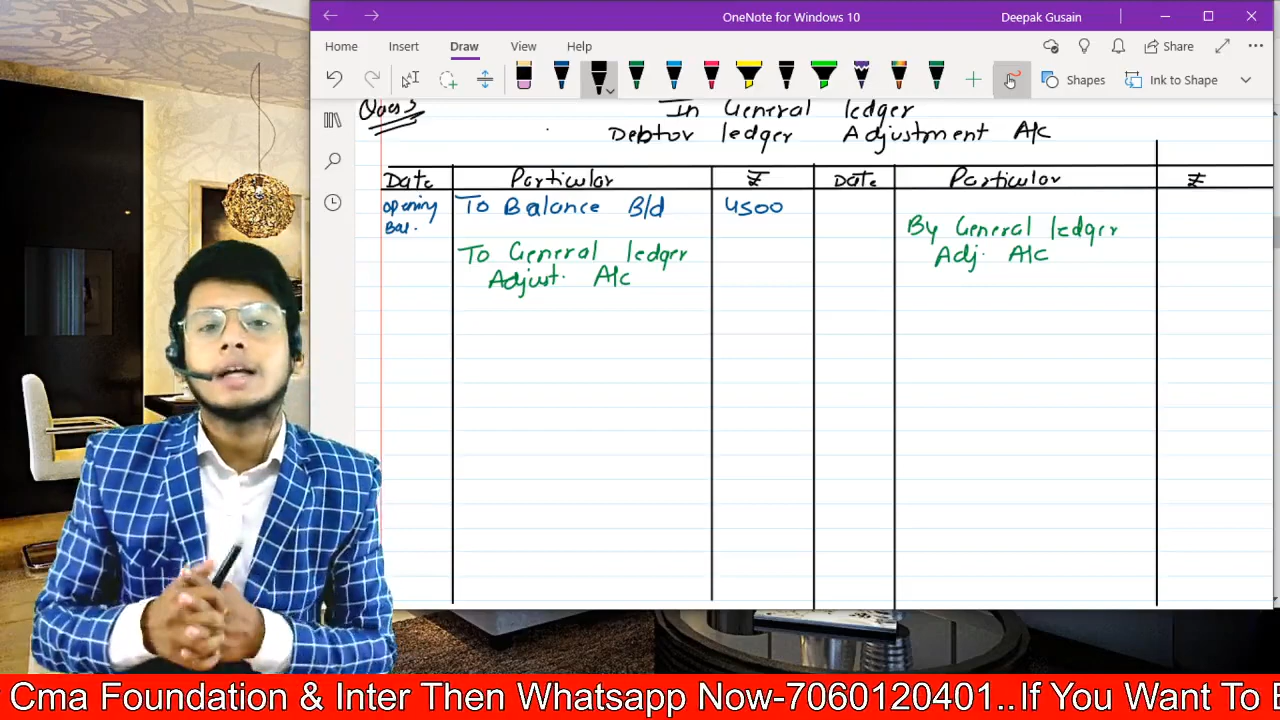 OneNote for Windows 10
Deepak Gusain
Home Insert Draw View Help
Share
Shapes
Ink to Shape
Ques 3
In General ledger
Debtor ledger Adjustment A/c
Date Particular ₹ Date Particular ₹
opening To Balance B/d 4500
Bal.
By General ledger
Adj. A/c
To General ledger
Adjust. A/c
Cma Foundation & Inter Then Whatsapp Now-7060120401..If You Want To